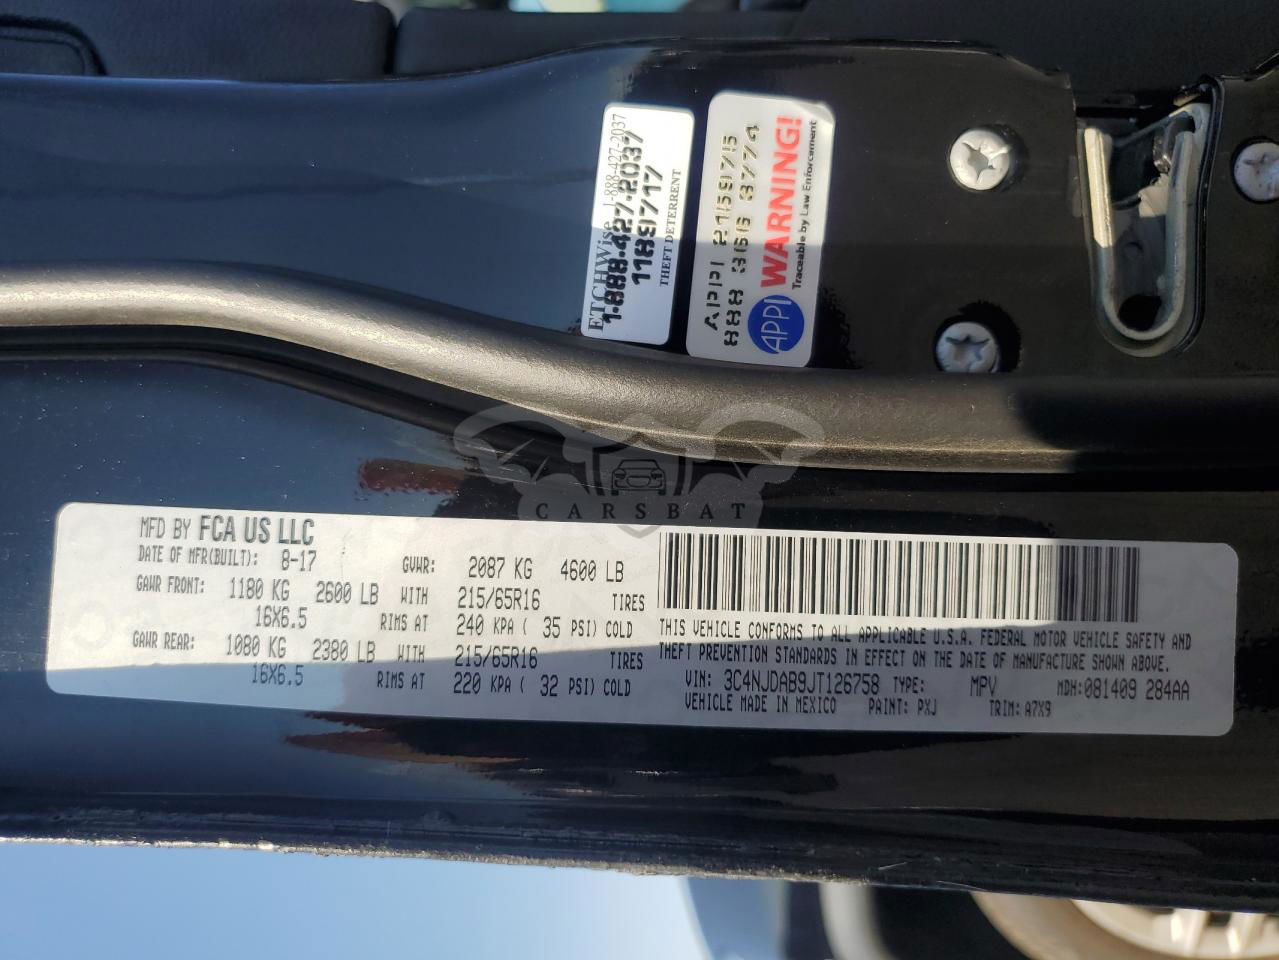 ETCHWise 1-888-427-2037
1-888-427-2037
1189717
THEFT DETERRENT
APPI 2159175
888 366 8774
APPI WARNING!
Traceable by Law Enforcement
CARSBAT
MFD BY FCA US LLC
DATE OF MFR(BUILT): 8-17 GVWR: 2087 KG 4600 LB
GAWR FRONT: 1180 KG 2600 LB WITH 215/65R16 TIRES
16X6.5 RIMS AT 240 KPA ( 35 PSI) COLD
GAWR REAR: 1080 KG 2380 LB WITH 215/65R16 TIRES
16X6.5 RIMS AT 220 KPA ( 32 PSI) COLD
THIS VEHICLE CONFORMS TO ALL APPLICABLE U.S.A. FEDERAL MOTOR VEHICLE SAFETY AND
THEFT PREVENTION STANDARDS IN EFFECT ON THE DATE OF MANUFACTURE SHOWN ABOVE.
VIN: 3C4NJDAB9JT126758 TYPE: MPV MDH:081409 284AA
VEHICLE MADE IN MEXICO PAINT: PXJ TRIM: A7X9